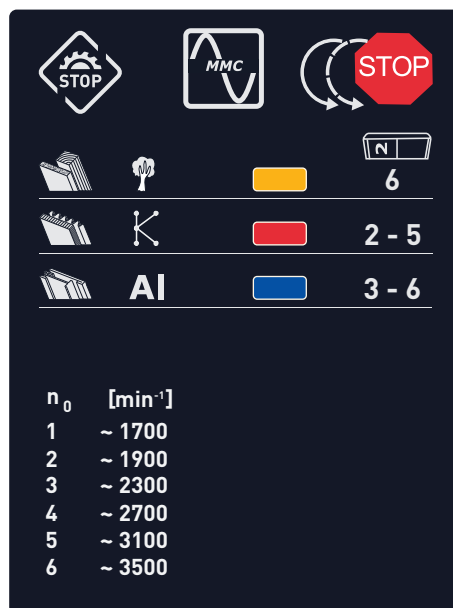 STOP MMC STOP
N
6
2 - 5
Al 3 - 6
n₀ [min⁻¹]
1 ~ 1700
2 ~ 1900
3 ~ 2300
4 ~ 2700
5 ~ 3100
6 ~ 3500